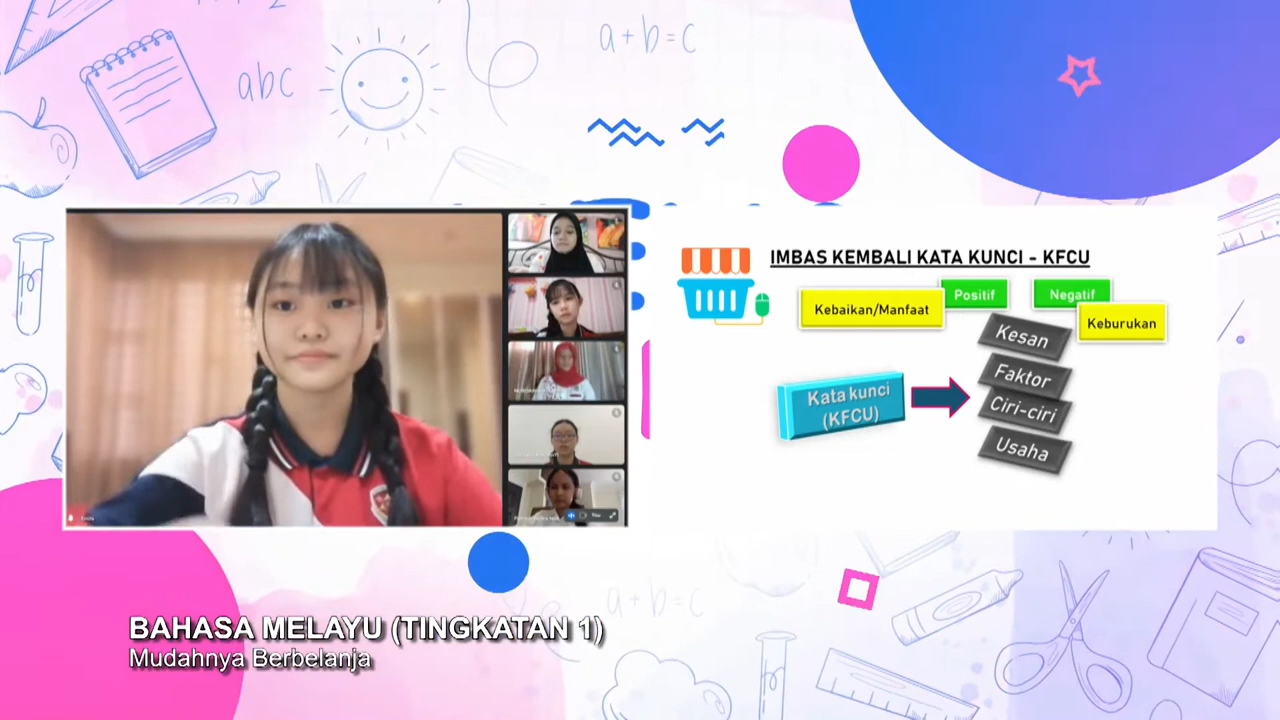 a+b=c
abc
IMBAS KEMBALI KATA KUNCI - KFCU
Positif
Negatif
Kebaikan/Manfaat
Keburukan
Kesan
Faktor
Kata kunci
(KFCU)
Ciri-ciri
Usaha
a+b=c
BAHASA MELAYU (TINGKATAN 1)
Mudahnya Berbelanja